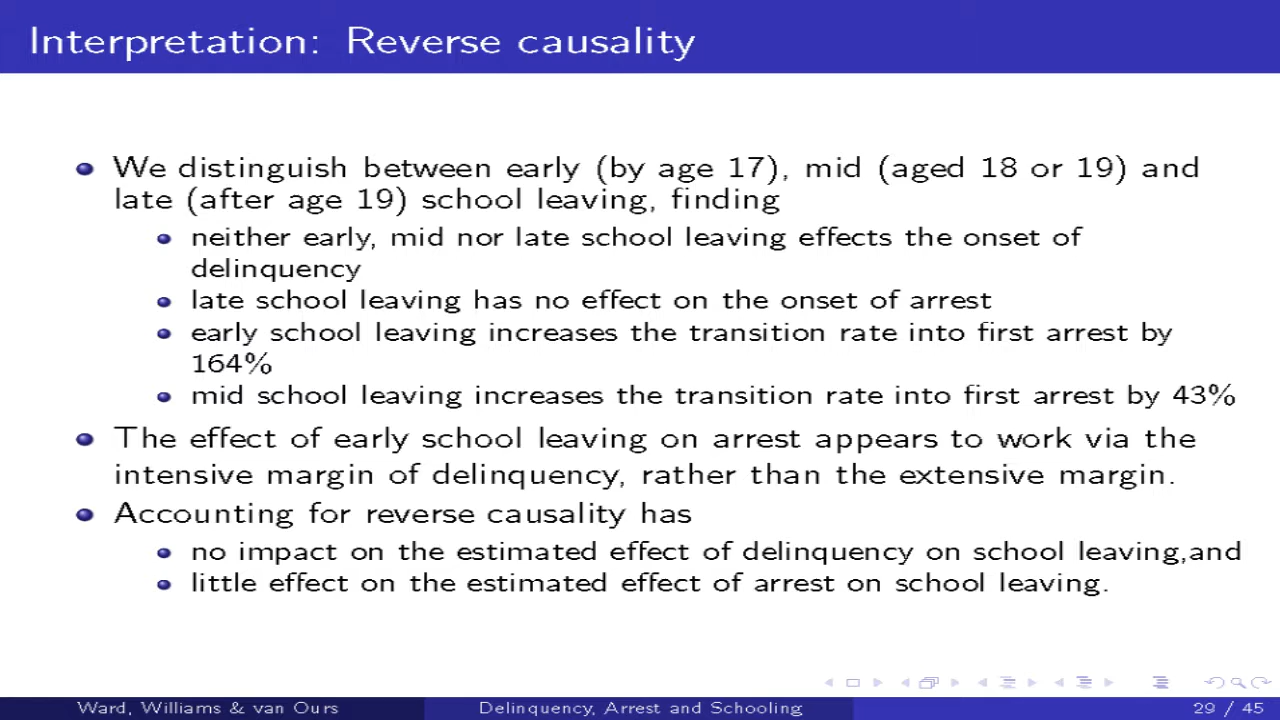 Interpretation: Reverse causality
We distinguish between early (by age 17), mid (aged 18 or 19) and
late (after age 19) school leaving, finding
neither early, mid nor late school leaving effects the onset of
delinquency
late school leaving has no effect on the onset of arrest
early school leaving increases the transition rate into first arrest by
164%
mid school leaving increases the transition rate into first arrest by 43%
The effect of early school leaving on arrest appears to work via the
intensive margin of delinquency, rather than the extensive margin.
Accounting for reverse causality has
no impact on the estimated effect of delinquency on school leaving,and
little effect on the estimated effect of arrest on school leaving.
Ward, Williams & van Ours Delinquency, Arrest and Schooling 29 / 45